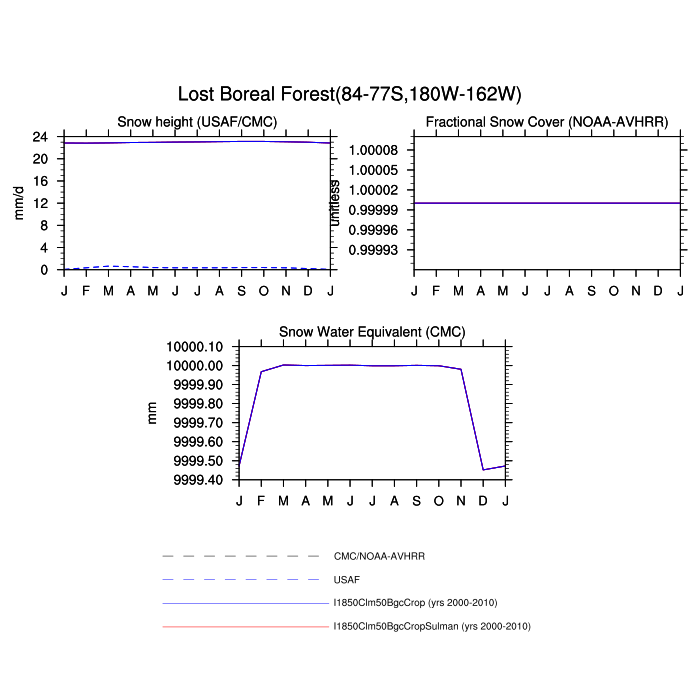 Lost Boreal Forest(84-77S,180W-162W)
Snow height (USAF/CMC)
mm/d
24
20
16
12
8
4
0
J F M A M J J A S O N D J
Fractional Snow Cover (NOAA-AVHRR)
unitless
1.00008
1.00005
1.00002
0.99999
0.99996
0.99993
J F M A M J J A S O N D J
Snow Water Equivalent (CMC)
mm
10000.10
10000.00
9999.90
9999.80
9999.70
9999.60
9999.50
9999.40
J F M A M J J A S O N D J
CMC/NOAA-AVHRR
USAF
I1850Clm50BgcCrop (yrs 2000-2010)
I1850Clm50BgcCropSulman (yrs 2000-2010)